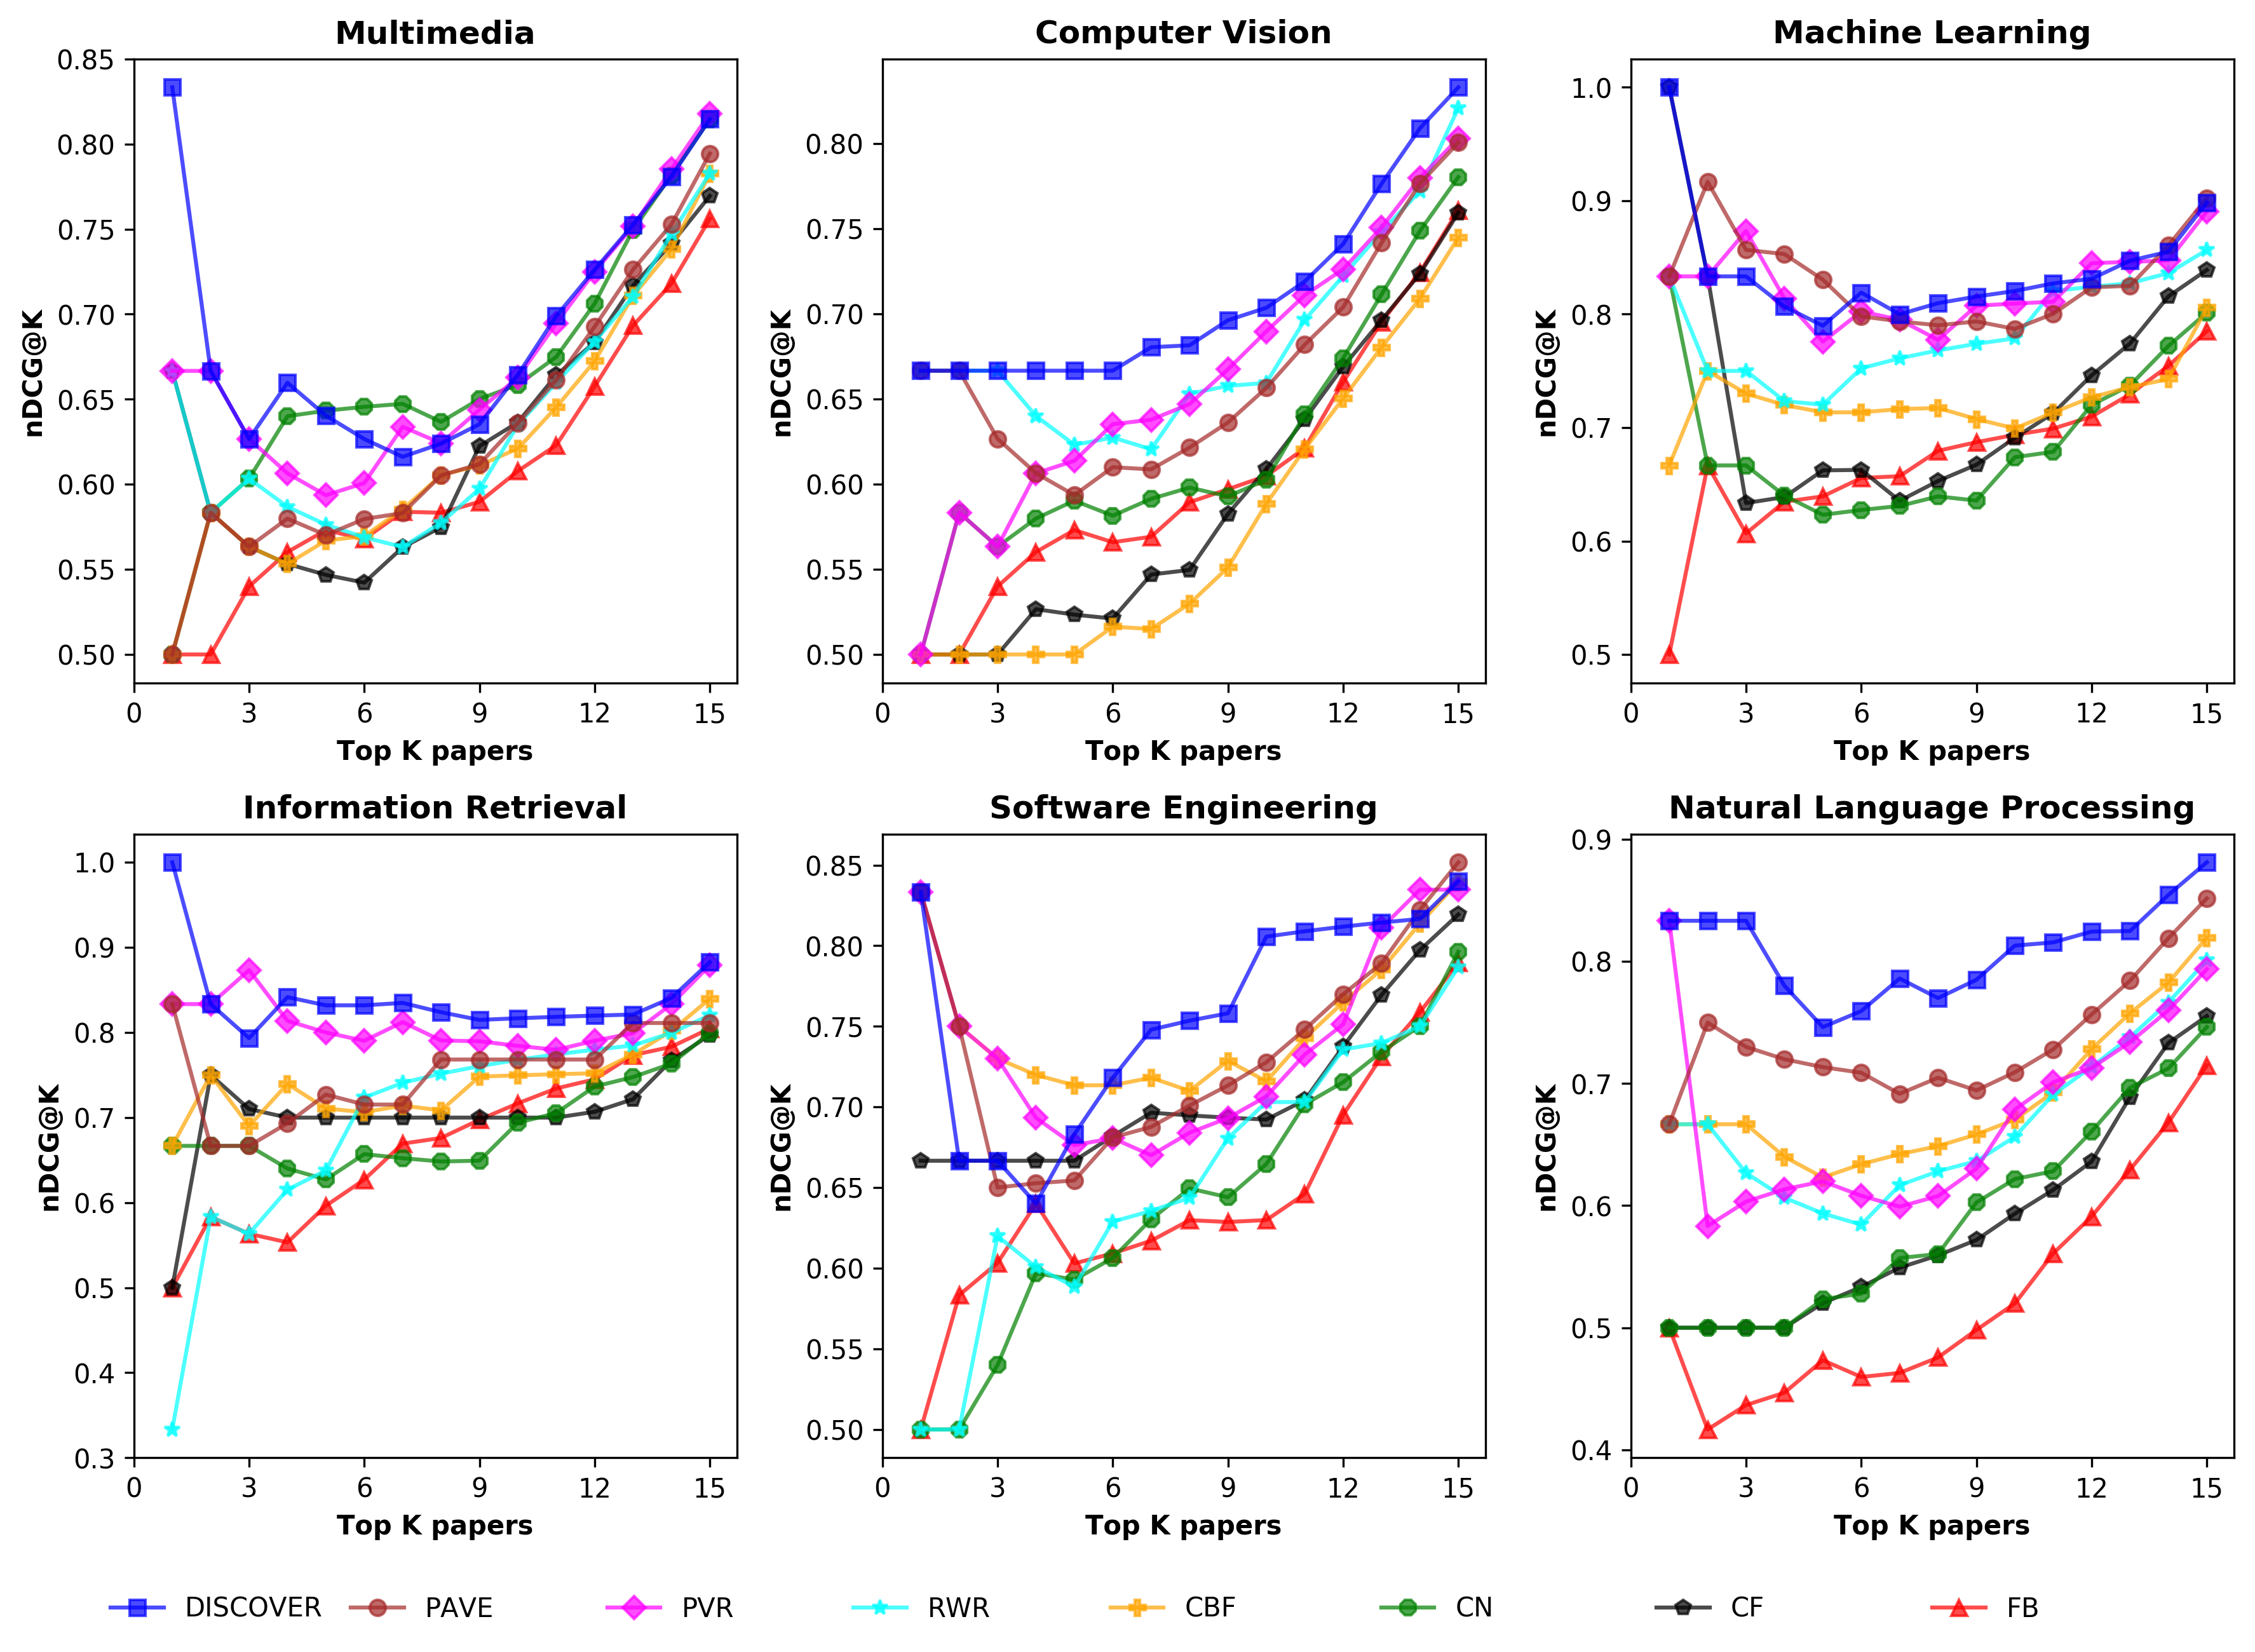 Multimedia
0.85
0.80
0.75
0.70
0.65
0.60
0.55
0.50
nDCG@K
0 3 6 9 12 15
Top K papers
Computer Vision
0.80
0.75
0.70
0.65
0.60
0.55
0.50
nDCG@K
0 3 6 9 12 15
Top K papers
Machine Learning
1.0
0.9
0.8
0.7
0.6
0.5
nDCG@K
0 3 6 9 12 15
Top K papers
Information Retrieval
1.0
0.9
0.8
0.7
0.6
0.5
0.4
0.3
nDCG@K
0 3 6 9 12 15
Top K papers
Software Engineering
0.85
0.80
0.75
0.70
0.65
0.60
0.55
0.50
nDCG@K
0 3 6 9 12 15
Top K papers
Natural Language Processing
0.9
0.8
0.7
0.6
0.5
0.4
nDCG@K
0 3 6 9 12 15
Top K papers
DISCOVER PAVE PVR RWR CBF CN CF FB